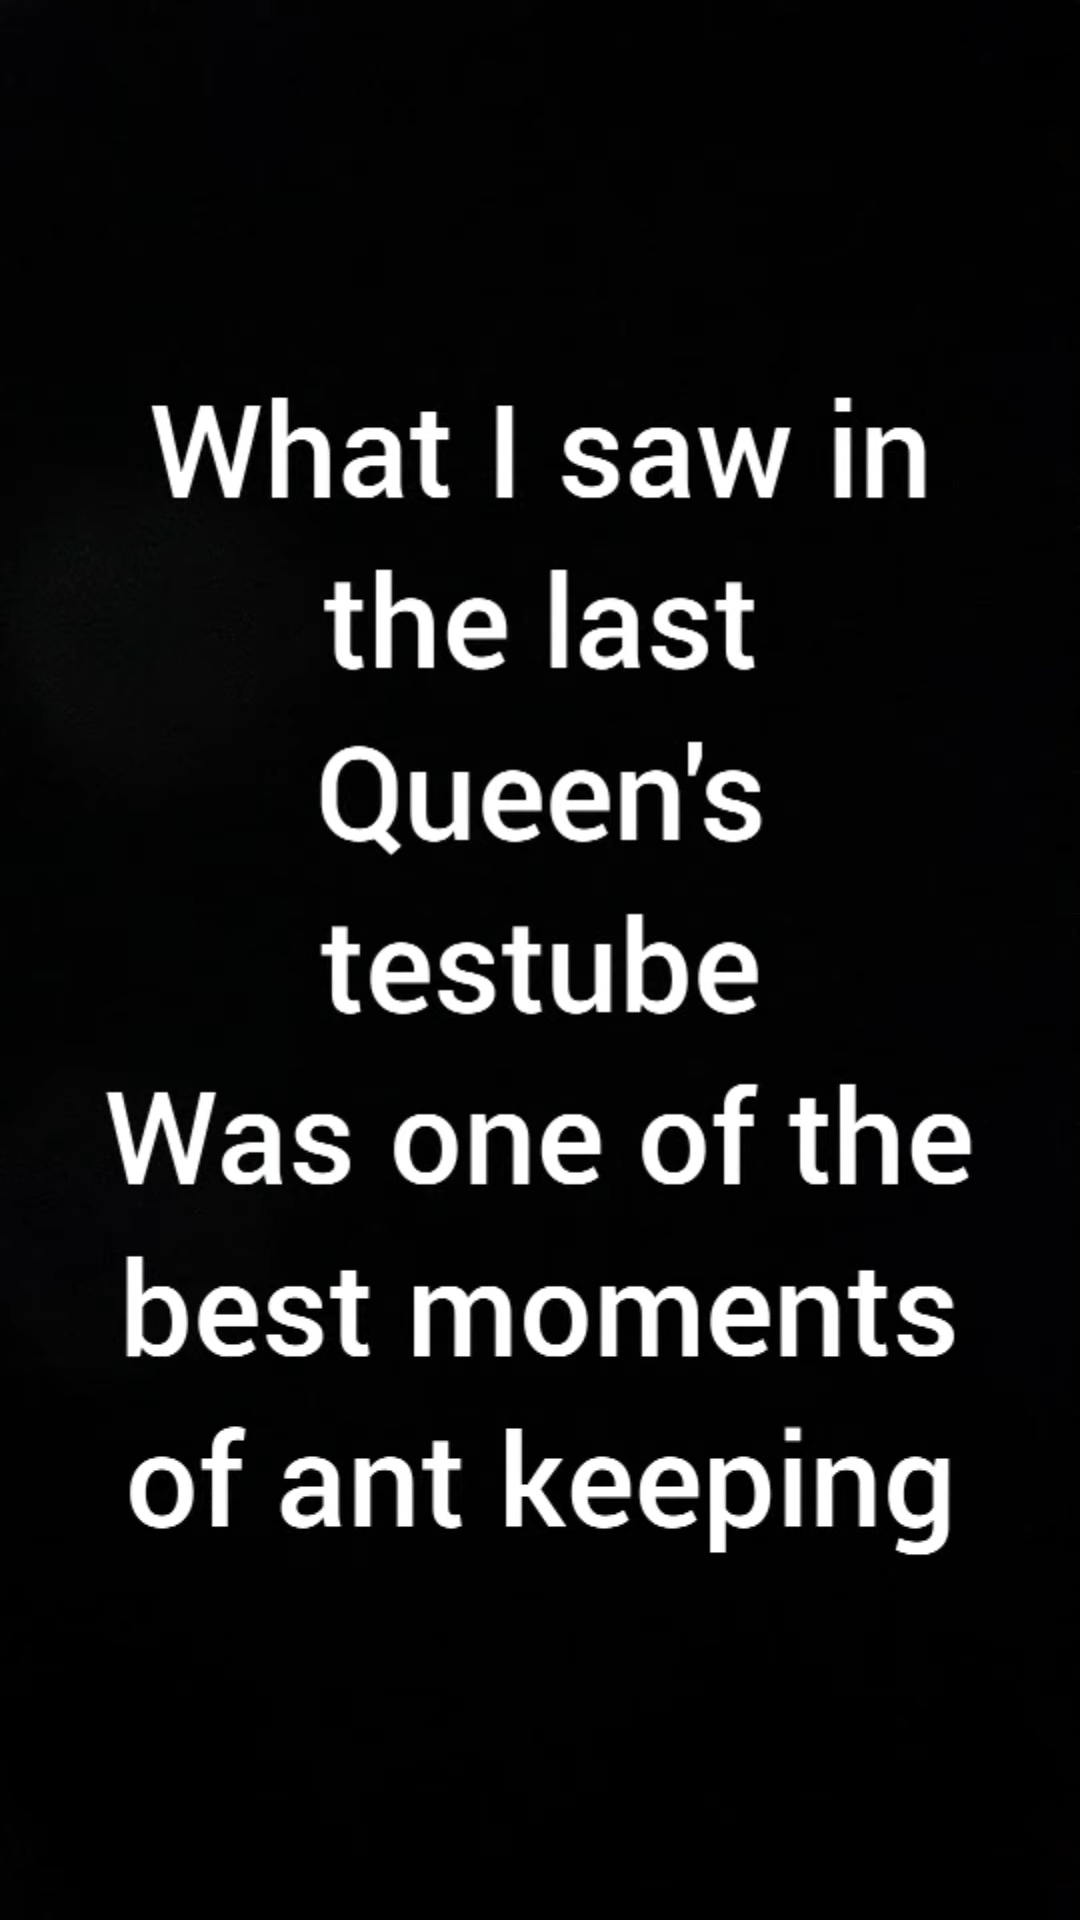 What I saw in
the last
Queen's
testube
Was one of the
best moments
of ant keeping